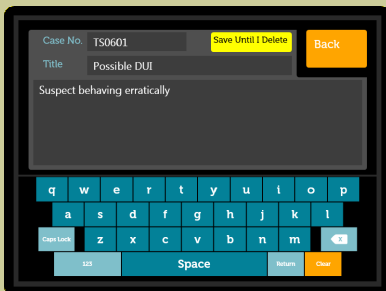 Case No. TS0601 Save Until I Delete Back
Title Possible DUI
Suspect behaving erratically
q w e r t y u i o p
a s d f g h j k l
Caps Lock z x c v b n m x
123 Space Return Clear